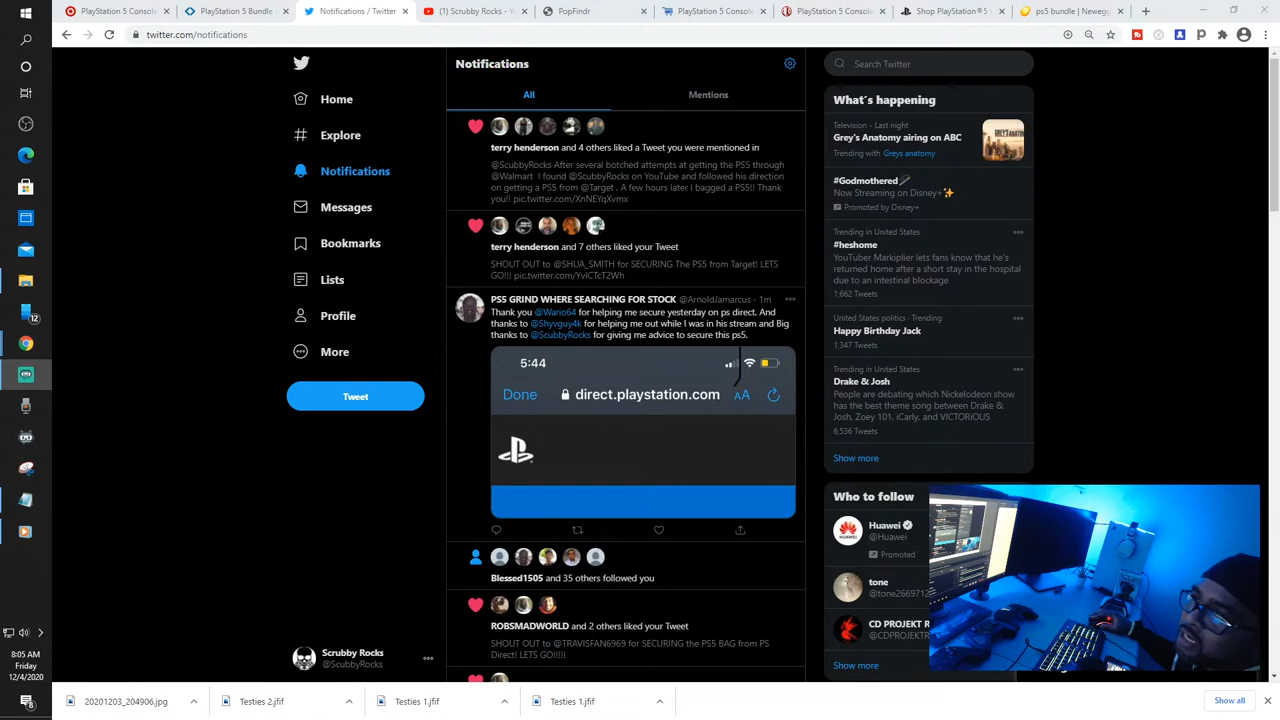 PlayStation 5 Consol
PlayStation 5 Bundle
Notifications / Twitter
(1) Scrubby Rocks - Y
PopFindr
PlayStation 5 Consol
PlayStation 5 Consol
Shop PlayStation®5
ps5 bundle | Newegg
twitter.com/notifications
Home
Explore
Notifications
Messages
Bookmarks
Lists
Profile
More
Tweet
Scrubby Rocks
@ScubbyRocks
Notifications
All
Mentions
terry henderson and 4 others liked a Tweet you were mentioned in
@ScubbyRocks After several botched attempts at getting the PS5 through
@Walmart I found @ScubbyRocks on YouTube and followed his direction
on getting a PS5 from @Target . A few hours later I bagged a PS5!! Thank
you!! pic.twitter.com/XnNEYqXvmx
terry henderson and 7 others liked your Tweet
SHOUT OUT to @SHUA_SMITH for SECURING The PS5 from Target! LETS
GO!!! pic.twitter.com/YvICTcT2Wh
PS5 GRIND WHERE SEARCHING FOR STOCK @ArnoldJamarcus · 1m
Thank you @Wario64 for helping me secure yesterday on ps direct. And
thanks to @Shyvguy4k for helping me out while I was in his stream and Big
thanks to @ScubbyRocks for giving me advice to secure this ps5.
5:44
Done
direct.playstation.com
AA
Blessed1505 and 35 others followed you
ROBSMADWORLD and 2 others liked your Tweet
SHOUT OUT to @TRAVISFAN6969 for SECURING the PS5 BAG from PS
Direct! LETS GO!!!!!
Search Twitter
What's happening
Television · Last night
Grey's Anatomy airing on ABC
Trending with Greys anatomy
#Godmothered
Now Streaming on Disney+
Promoted by Disney+
Trending in United States
#heshome
YouTuber Markiplier lets fans know that he's
returned home after a short stay in the hospital
due to an intestinal blockage
1,662 Tweets
United States politics · Trending
Happy Birthday Jack
1,347 Tweets
Trending in United States
Drake & Josh
People are debating which Nickelodeon show
has the best theme song between Drake &
Josh, Zoey 101, iCarly, and VICTORiOUS
6,536 Tweets
Show more
Who to follow
Huawei
@Huawei
Promoted
tone
@tone2669712
CD PROJEKT R
@CDPROJEKTR
Show more
12
8:05 AM
Friday
12/4/2020
8
20201203_204906.jpg
Testies 2.jfif
Testies 1.jfif
Testies 1.jfif
Show all